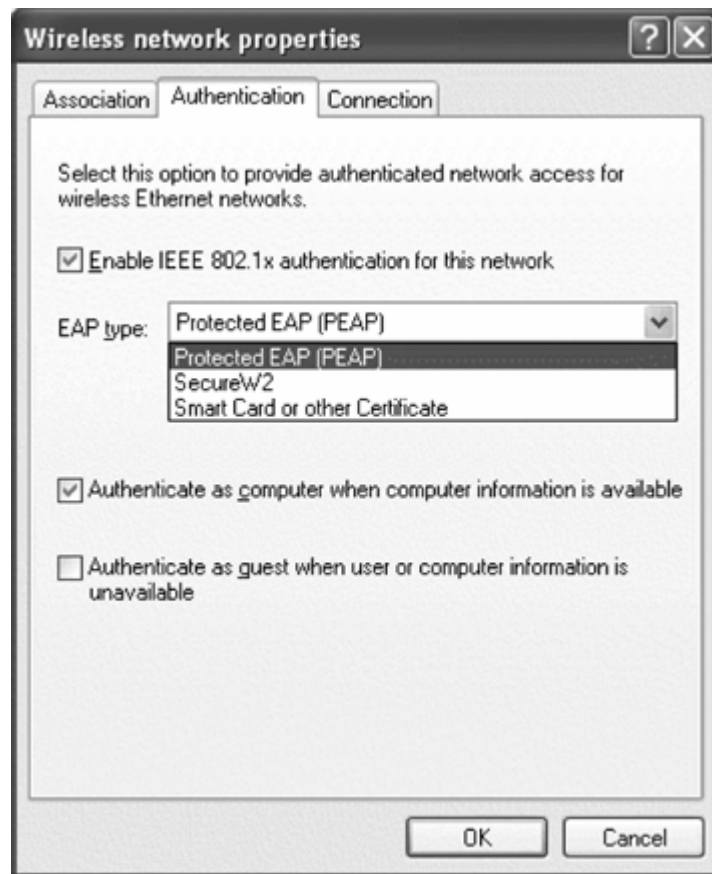 Wireless network properties
Association Authentication Connection
Select this option to provide authenticated network access for
wireless Ethernet networks.
Enable IEEE 802.1x authentication for this network
EAP type: Protected EAP (PEAP)
Protected EAP (PEAP)
SecureW2
Smart Card or other Certificate
Authenticate as computer when computer information is available
Authenticate as guest when user or computer information is
unavailable
OK Cancel